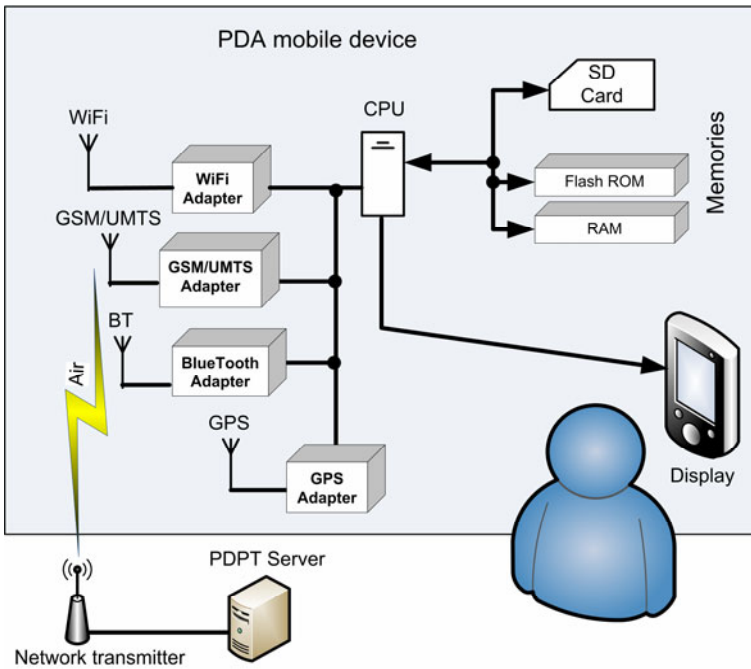 PDA mobile device
WiFi
WiFi
Adapter
CPU
SD
Card
Flash ROM
RAM
Memories
GSM/UMTS
GSM/UMTS
Adapter
BT
BlueTooth
Adapter
Air
GPS
GPS
Adapter
Display
PDPT Server
Network transmitter